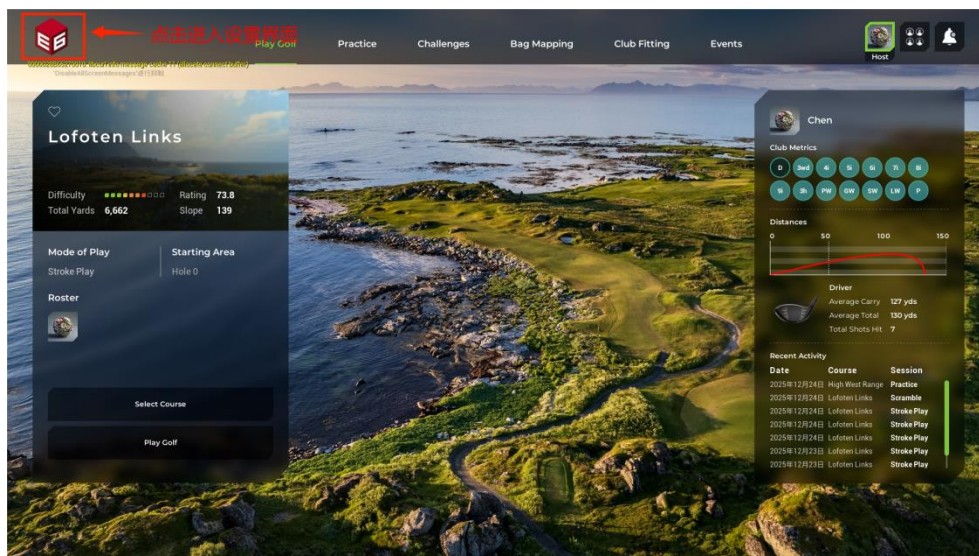 E6
点击进入设置界面
Play Golf
Practice
Challenges
Bag Mapping
Club Fitting
Events
Host
'DisableAllScreenMessages'进行抑制
Lofoten Links
Difficulty
Rating 73.8
Total Yards 6,662
Slope 139
Mode of Play
Starting Area
Stroke Play
Hole 0
Roster
Select Course
Play Golf
Chen
Club Metrics
D 3wd 4i 5i 6i 7i 8i
9i 3h PW GW SW LW P
Distances
0 50 100 150
Driver
Average Carry 127 yds
Average Total 130 yds
Total Shots Hit 7
Recent Activity
Date Course Session
2025年12月24日 High West Range Practice
2025年12月24日 Lofoten Links Scramble
2025年12月24日 Lofoten Links Stroke Play
2025年12月24日 Lofoten Links Stroke Play
2025年12月24日 Lofoten Links Stroke Play
2025年12月23日 Lofoten Links Stroke Play
2025年12月23日 Lofoten Links Stroke Play